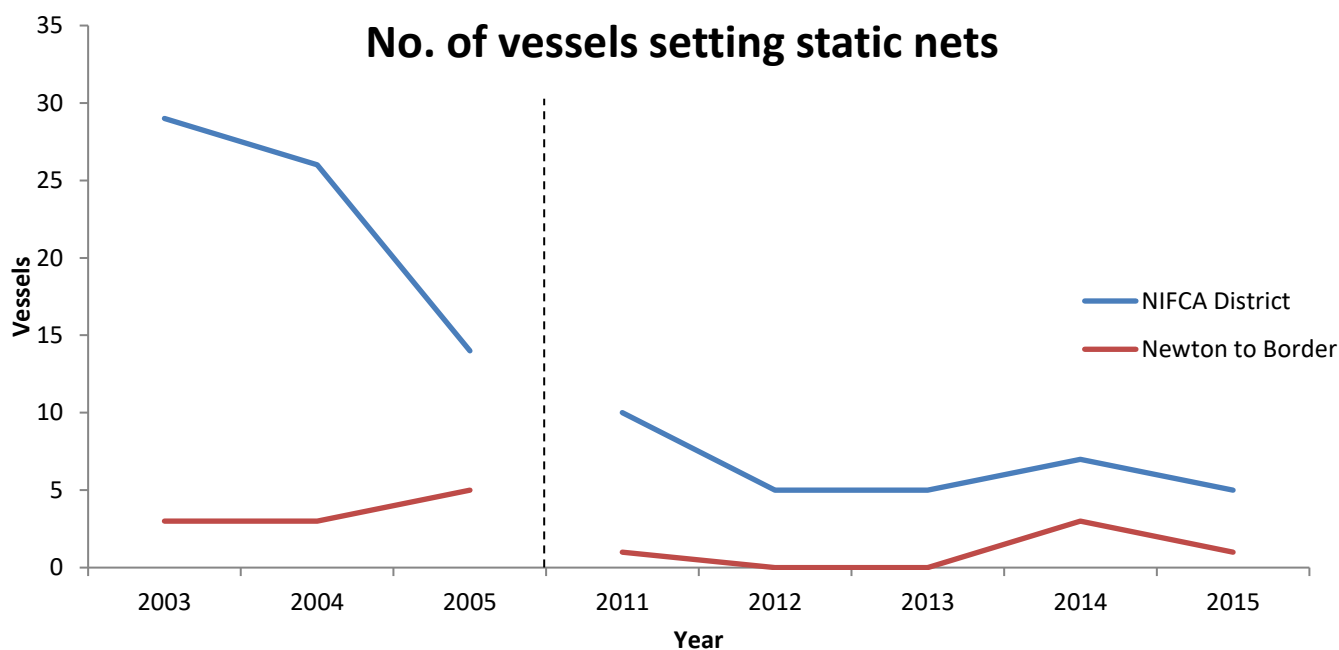 No. of vessels setting static nets
35
30
25
20
15
10
5
0
Vessels
NIFCA District
Newton to Border
2003 2004 2005 2011 2012 2013 2014 2015
Year